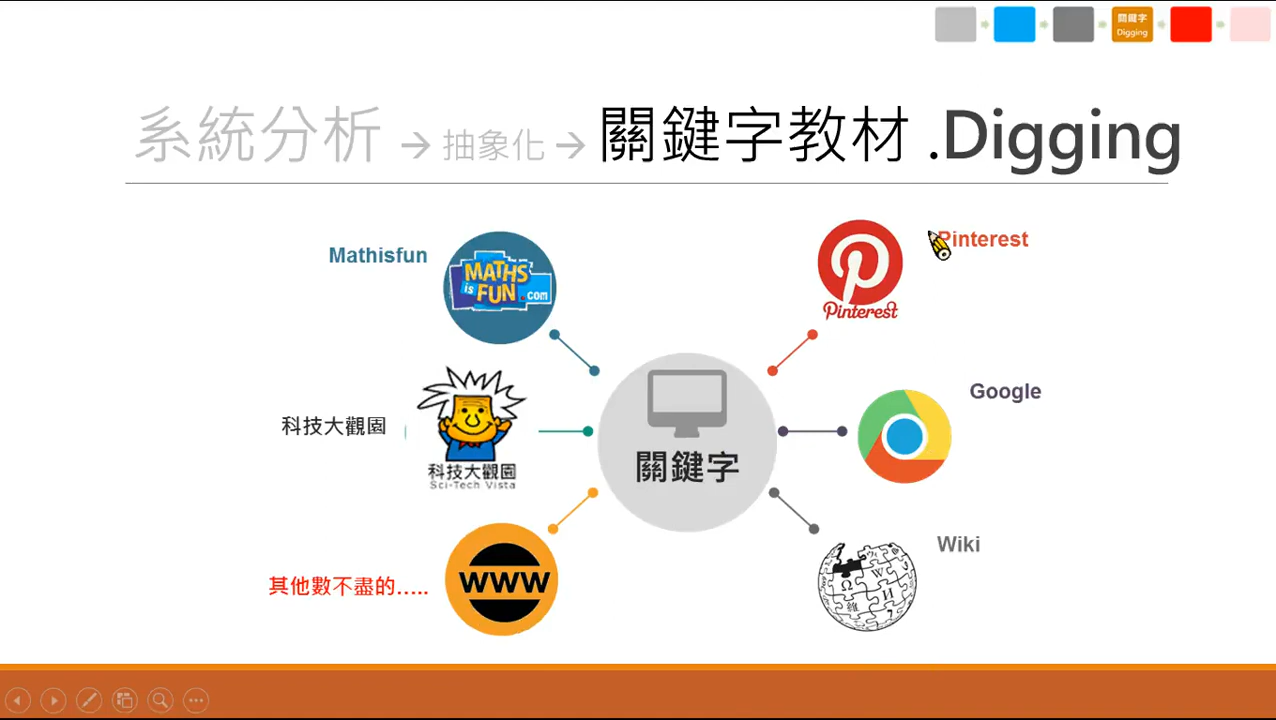 關鍵字
Digging
系統分析 → 抽象化 → 關鍵字教材 .Digging
Mathisfun
MATHS
is FUN.com
Pinterest
Pinterest
科技大觀園
科技大觀園
Sci-Tech Vista
關鍵字
Google
其他數不盡的.....
WWW
Wiki
Ω
W
И
維